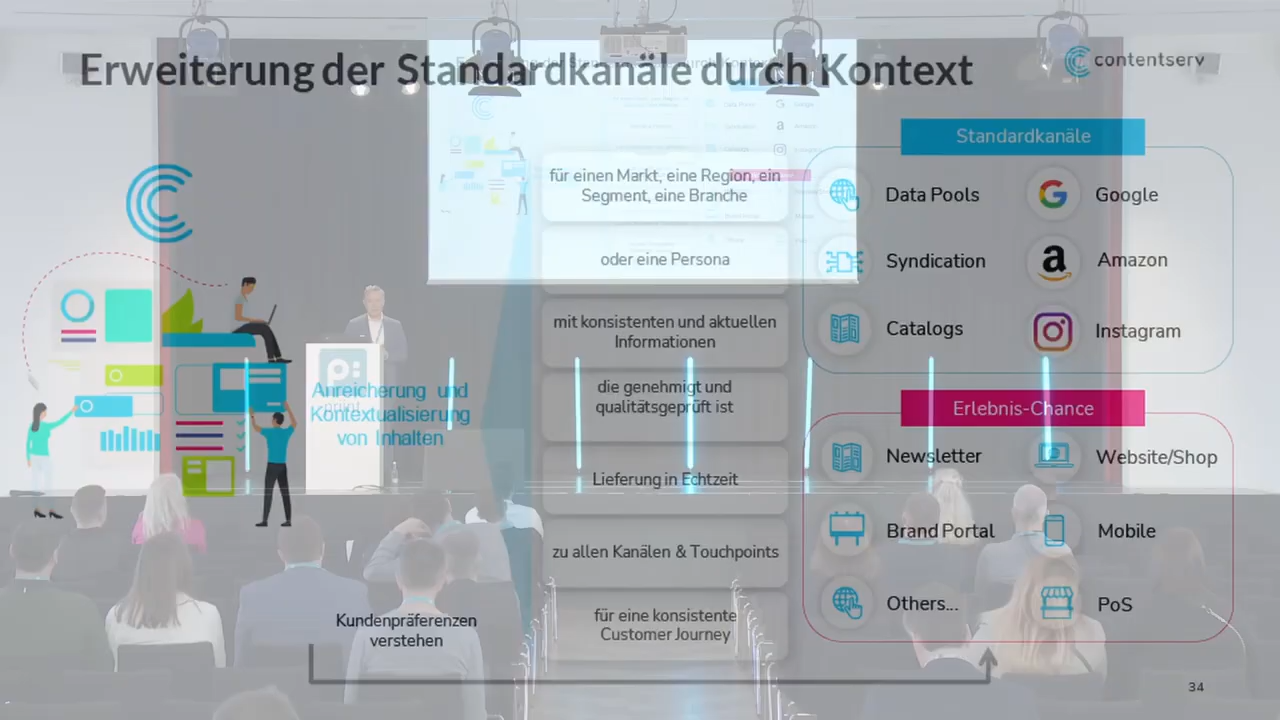 Erweiterung der Standardkanäle durch Kontext
contentserv
Standardkanäle
für einen Markt, eine Region, ein
Segment, eine Branche
Data Pools
Google
oder eine Persona
Syndication
Amazon
mit konsistenten und aktuellen
Informationen
Catalogs
Instagram
Anreicherung und
Kontextualisierung
von Inhalten
die genehmigt und
qualitätsgeprüft ist
Erlebnis-Chance
Newsletter
Website/Shop
Lieferung in Echtzeit
Brand Portal
Mobile
zu allen Kanälen & Touchpoints
Others...
PoS
für eine konsistente
Customer Journey
Kundenpräferenzen
verstehen
34
p: